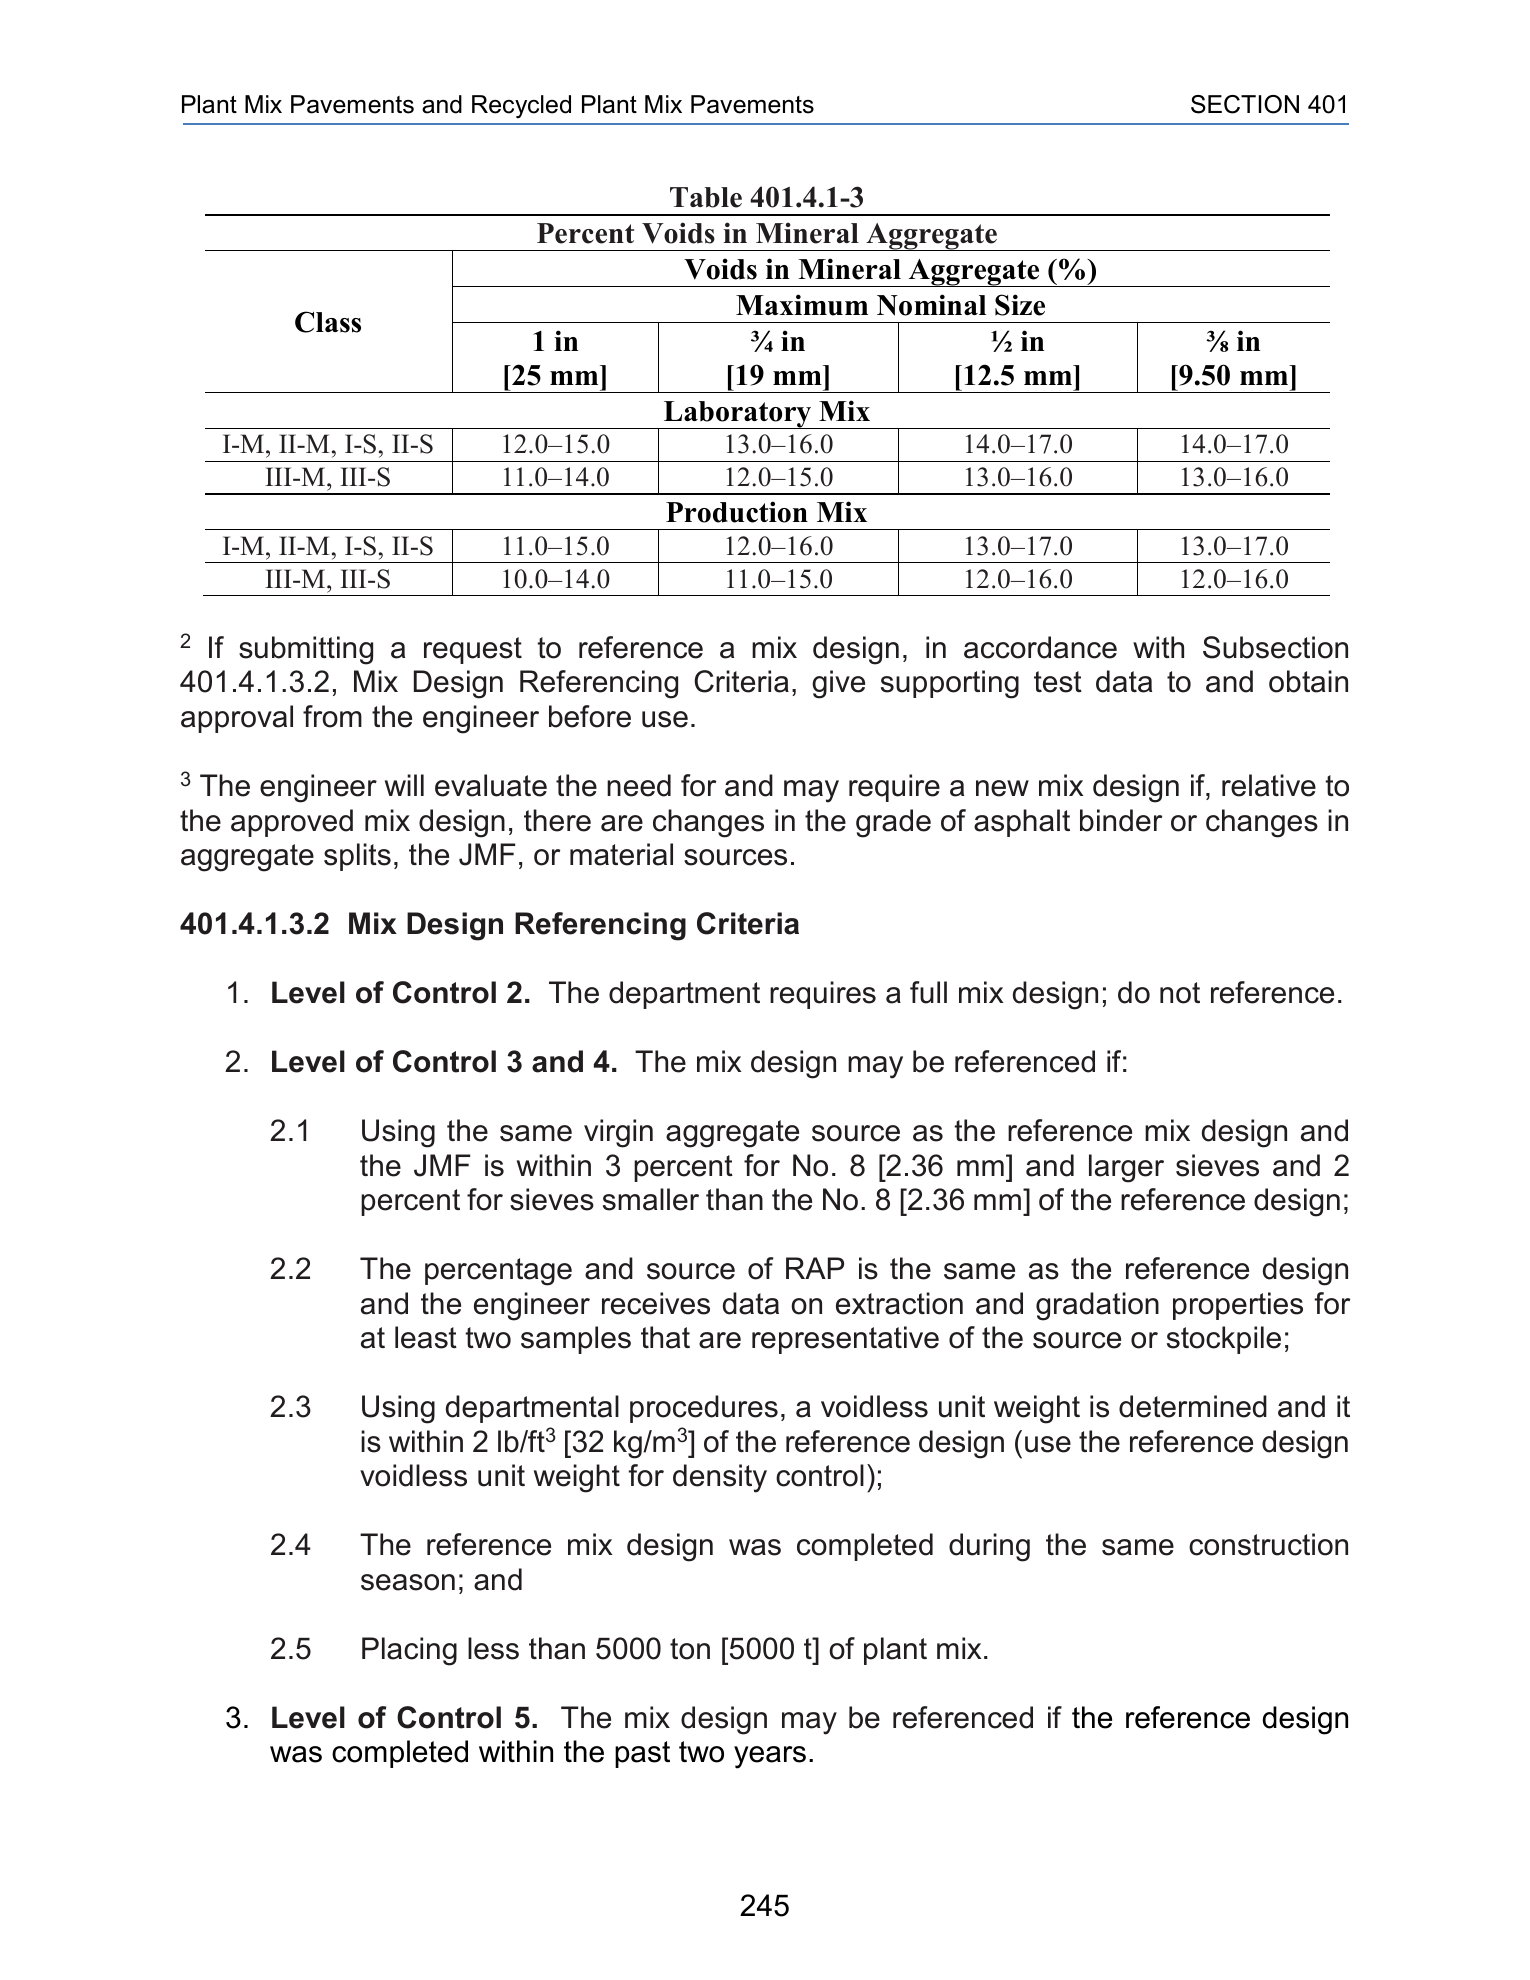 Plant Mix Pavements and Recycled Plant Mix Pavements SECTION 401
Table 401.4.1-3
Percent Voids in Mineral Aggregate
Class
Voids in Mineral Aggregate (%)
Maximum Nominal Size
1 in ¾ in ½ in ⅜ in
[25 mm] [19 mm] [12.5 mm] [9.50 mm]
Laboratory Mix
I-M, II-M, I-S, II-S 12.0–15.0 13.0–16.0 14.0–17.0 14.0–17.0
III-M, III-S 11.0–14.0 12.0–15.0 13.0–16.0 13.0–16.0
Production Mix
I-M, II-M, I-S, II-S 11.0–15.0 12.0–16.0 13.0–17.0 13.0–17.0
III-M, III-S 10.0–14.0 11.0–15.0 12.0–16.0 12.0–16.0
² If submitting a request to reference a mix design, in accordance with Subsection
401.4.1.3.2, Mix Design Referencing Criteria, give supporting test data to and obtain
approval from the engineer before use.
³ The engineer will evaluate the need for and may require a new mix design if, relative to
the approved mix design, there are changes in the grade of asphalt binder or changes in
aggregate splits, the JMF, or material sources.
401.4.1.3.2 Mix Design Referencing Criteria
1. Level of Control 2. The department requires a full mix design; do not reference.
2. Level of Control 3 and 4. The mix design may be referenced if:
2.1 Using the same virgin aggregate source as the reference mix design and
the JMF is within 3 percent for No. 8 [2.36 mm] and larger sieves and 2
percent for sieves smaller than the No. 8 [2.36 mm] of the reference design;
2.2 The percentage and source of RAP is the same as the reference design
and the engineer receives data on extraction and gradation properties for
at least two samples that are representative of the source or stockpile;
2.3 Using departmental procedures, a voidless unit weight is determined and it
is within 2 lb/ft³ [32 kg/m³] of the reference design (use the reference design
voidless unit weight for density control);
2.4 The reference mix design was completed during the same construction
season; and
2.5 Placing less than 5000 ton [5000 t] of plant mix.
3. Level of Control 5. The mix design may be referenced if the reference design
was completed within the past two years.
245